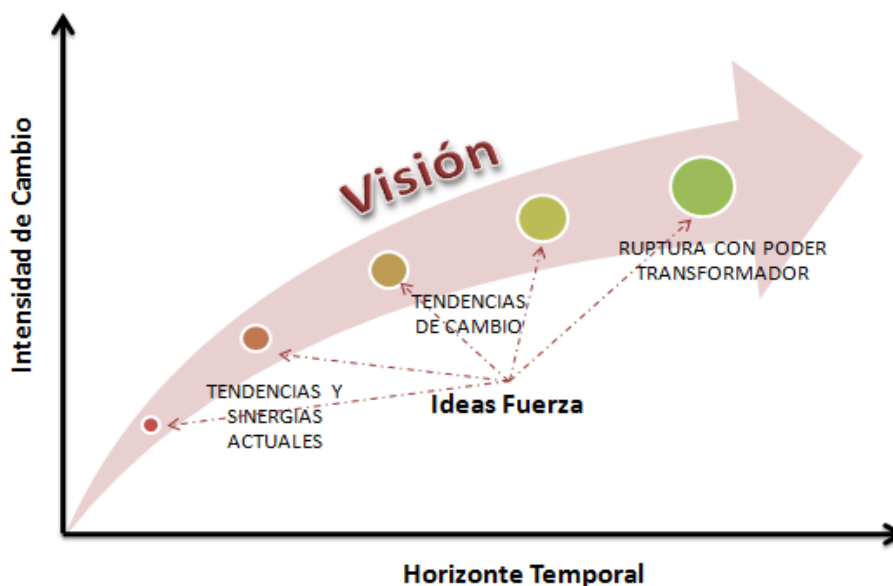 Intensidad de Cambio
Visión
RUPTURA CON PODER
TRANSFORMADOR
TENDENCIAS
DE CAMBIO
TENDENCIAS Y
SINERGIAS
ACTUALES
Ideas Fuerza
Horizonte Temporal